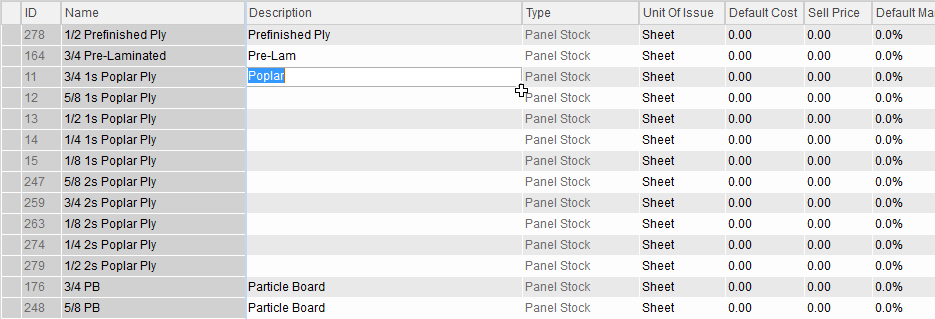 ID Name Description Type Unit Of Issue Default Cost Sell Price Default Ma
278 1/2 Prefinished Ply Prefinished Ply Panel Stock Sheet 0.00 0.00 0.0%
164 3/4 Pre-Laminated Pre-Lam Panel Stock Sheet 0.00 0.00 0.0%
11 3/4 1s Poplar Ply Poplar Panel Stock Sheet 0.00 0.00 0.0%
12 5/8 1s Poplar Ply Panel Stock Sheet 0.00 0.00 0.0%
13 1/2 1s Poplar Ply Panel Stock Sheet 0.00 0.00 0.0%
14 1/4 1s Poplar Ply Panel Stock Sheet 0.00 0.00 0.0%
15 1/8 1s Poplar Ply Panel Stock Sheet 0.00 0.00 0.0%
247 5/8 2s Poplar Ply Panel Stock Sheet 0.00 0.00 0.0%
259 3/4 2s Poplar Ply Panel Stock Sheet 0.00 0.00 0.0%
263 1/8 2s Poplar Ply Panel Stock Sheet 0.00 0.00 0.0%
274 1/4 2s Poplar Ply Panel Stock Sheet 0.00 0.00 0.0%
279 1/2 2s Poplar Ply Panel Stock Sheet 0.00 0.00 0.0%
176 3/4 PB Particle Board Panel Stock Sheet 0.00 0.00 0.0%
248 5/8 PB Particle Board Panel Stock Sheet 0.00 0.00 0.0%